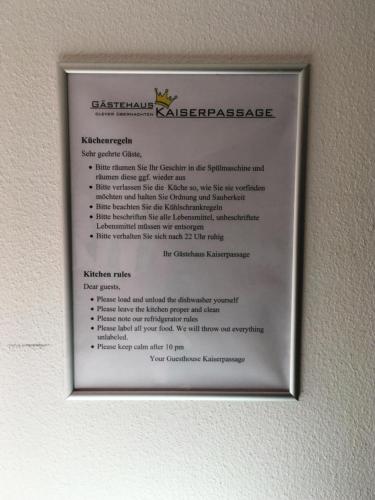 GÄSTEHAUS
CLEVER ÜBERNACHTEN
KAISERPASSAGE
Küchenregeln
Sehr geehrte Gäste,
• Bitte räumen Sie Ihr Geschirr in die Spülmaschine und
räumen diese ggf. wieder aus
• Bitte verlassen Sie die Küche so, wie Sie sie vorfinden
möchten und halten Sie Ordnung und Sauberkeit
• Bitte beachten Sie die Kühlschrankregeln
• Bitte beschriften Sie alle Lebensmittel, unbeschriftete
Lebensmittel müssen wir entsorgen
• Bitte verhalten Sie sich nach 22 Uhr ruhig
Ihr Gästehaus Kaiserpassage
Kitchen rules
Dear guests,
• Please load and unload the dishwasher yourself
• Please leave the kitchen proper and clean
• Please note our refridgerator rules
• Please label all your food. We will throw out everything
unlabeled.
• Please keep calm after 10 pm
Your Guesthouse Kaiserpassage